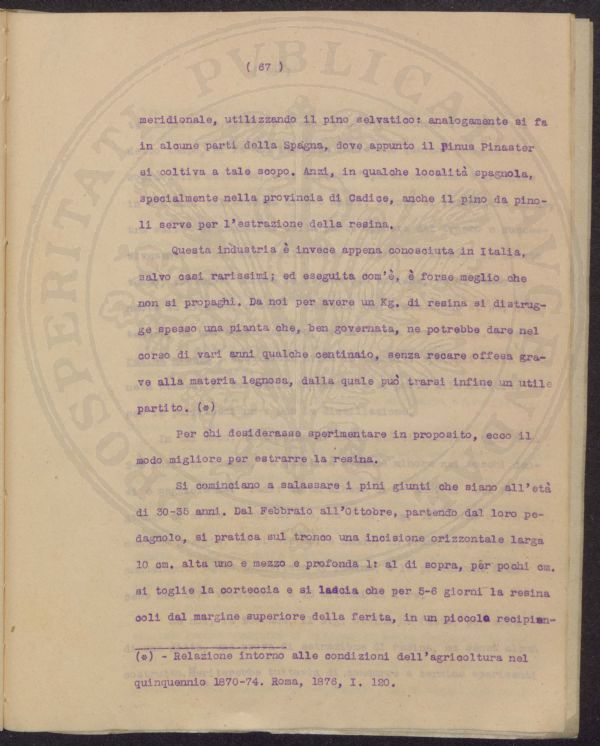 ( 67 )
meridionale, utilizzando il pino selvatico: analogamente si fa
in alcune parti della Spagna, dove appunto il Pinus Pinaster
si coltiva a tale scopo. Anzi, in qualche località spagnola,
specialmente nella provincia di Cadice, anche il pino da pino-
li serve per l'estrazione della resina.
Questa industria è invece appena conosciuta in Italia,
salvo casi rarissimi; ed eseguita com'è, è forse meglio che
non si propaghi. Da noi per avere un Kg. di resina si distrug-
ge spesso una pianta che, ben governata, ne potrebbe dare nel
corso di vari anni qualche centinaio, senza recare offesa gra-
ve alla materia legnosa, dalla quale può trarsi infine un utile
partito. (*)
Per chi desiderasse sperimentare in proposito, ecco il
modo migliore per estrarre la resina.
Si cominciano a salassare i pini giunti che siano all'età
di 30-35 anni. Dal Febbraio all'Ottobre, partendo dal loro pe-
dagnolo, si pratica sul tronco una incisione orizzontale larga
10 cm. alta uno e mezzo e profonda 1: al di sopra, per pochi cm.
si toglie la corteccia e si lascia che per 5-6 giorni la resina
coli dal margine superiore della ferita, in un piccolo recipien-
(*) - Relazione intorno alle condizioni dell'agricoltura nel
quinquennio 1870-74. Roma, 1876, I. 120.
PROSPERITATI PVBLICAE AVGENDAE